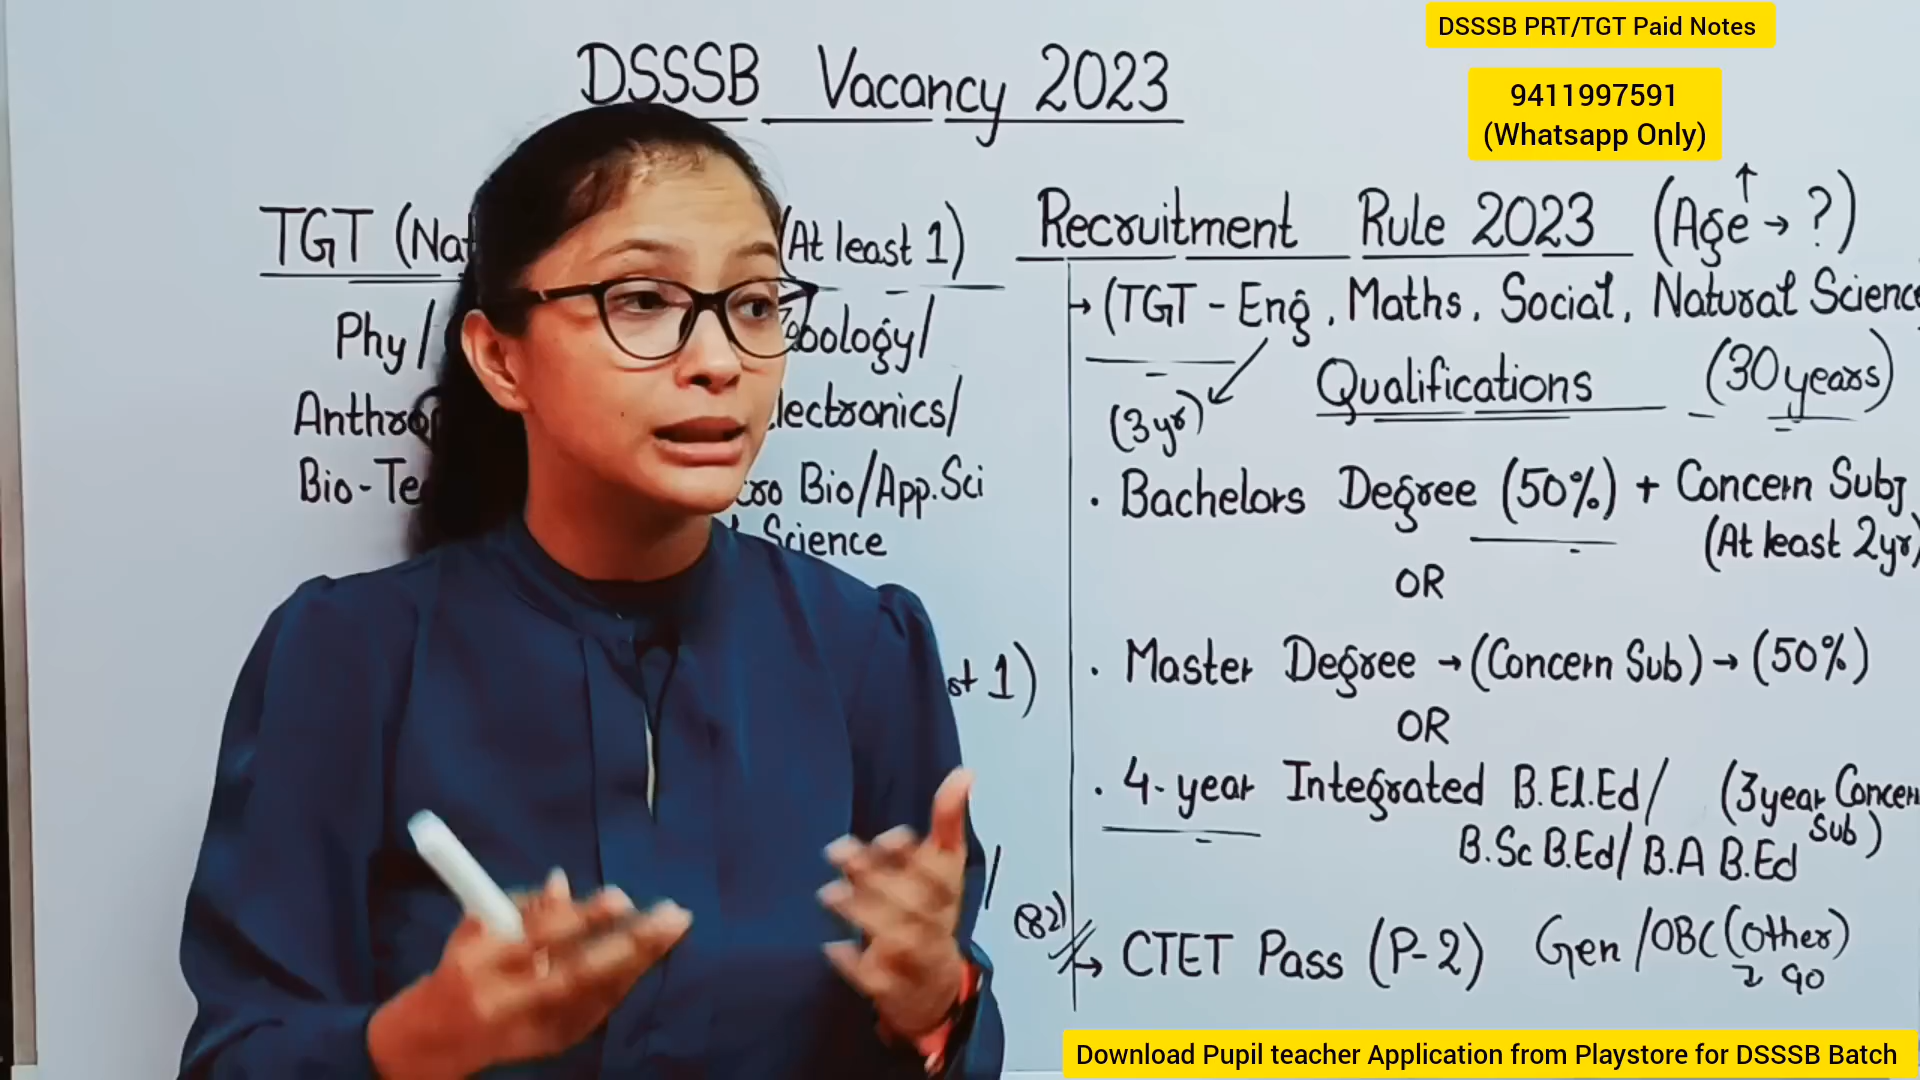 DSSSB PRT/TGT Paid Notes
9411997591
(Whatsapp Only)
DSSSB Vacancy 2023
TGT (Nat
(At least 1)
Phy/
oology/
Anthro
lectronics/
Bio-Te
cro Bio/App.Sci
Science
st 1)
/
Recruitment Rule 2023 (Age → ?)
→ (TGT - Eng, Maths, Social, Natural Science
(3yr)
Qualifications (30 years)
. Bachelors Degree (50%) + Concern Subj
(At least 2yr)
OR
. Master Degree → (Concern Sub) → (50%)
OR
. 4-year Integrated B.El.Ed/ (3year Concern
Sub)
B.Sc B.Ed/B.A B.Ed
(82)
→ CTET Pass (P-2) Gen/OBC (Other)
90
Download Pupil teacher Application from Playstore for DSSSB Batch